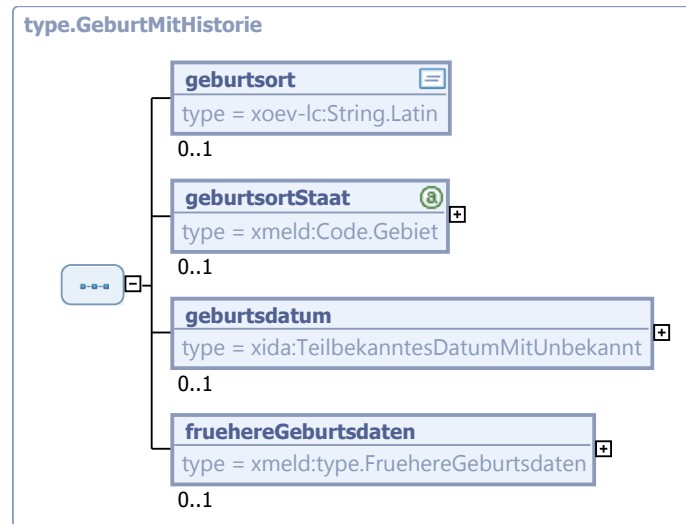 type.GeburtMitHistorie
geburtsort
type = xoev-lc:String.Latin
0..1
geburtsortStaat
a
type = xmeld:Code.Gebiet
0..1
geburtsdatum
type = xida:TeilbekanntesDatumMitUnbekannt
0..1
fruehereGeburtsdaten
type = xmeld:type.FruehereGeburtsdaten
0..1